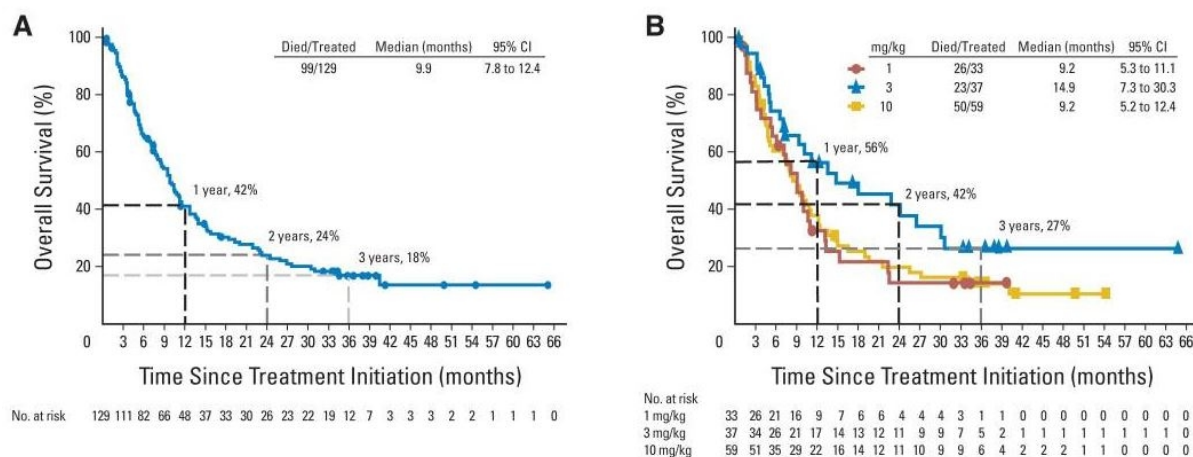 A
Died/Treated Median (months) 95% CI
99/129 9.9 7.8 to 12.4
Overall Survival (%)
100
80
60
40
20
0
1 year, 42%
2 years, 24%
3 years, 18%
3 6 9 12 15 18 21 24 27 30 33 36 39 42 45 48 51 54 57 60 63 66
Time Since Treatment Initiation (months)
No. at risk
129 111 82 66 48 37 33 30 26 23 22 19 12 7 3 3 3 2 2 1 1 1 0
B
mg/kg Died/Treated Median (months) 95% CI
1 26/33 9.2 5.3 to 11.1
3 23/37 14.9 7.3 to 30.3
10 50/59 9.2 5.2 to 12.4
Overall Survival (%)
100
80
60
40
20
0
1 year, 56%
2 years, 42%
3 years, 27%
3 6 9 12 15 18 21 24 27 30 33 36 39 42 45 48 51 54 57 60 63 66
Time Since Treatment Initiation (months)
No. at risk
1 mg/kg 33 26 21 16 9 7 6 6 4 4 4 3 1 1 0 0 0 0 0 0 0 0 0
3 mg/kg 37 34 26 21 17 14 13 12 11 9 9 7 5 2 1 1 1 1 1 1 1 1 0
10 mg/kg 59 51 35 29 22 16 14 12 11 10 9 9 6 4 2 2 2 1 1 0 0 0 0